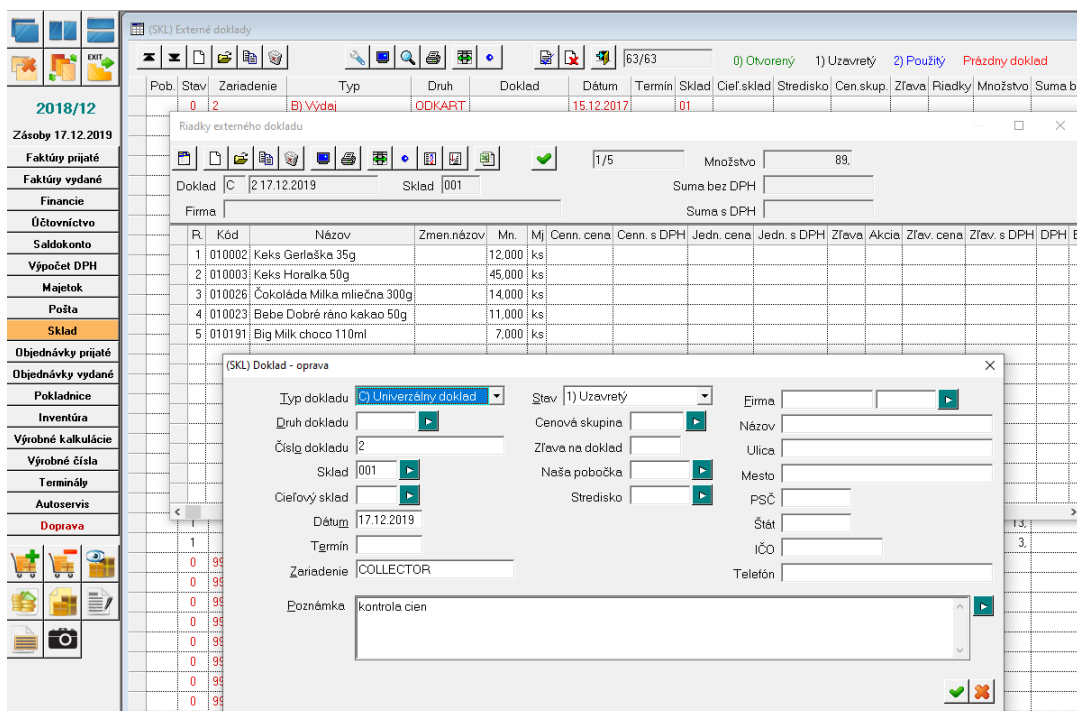 (SKL) Externé doklady
EXIT
63/63
0) Otvorený 1) Uzavretý 2) Použitý Prázdny doklad
Pob. Stav Zariadenie Typ Druh Doklad Dátum Termín Sklad Cieľ.sklad Stredisko Cen.skup. Zľava Riadky Množstvo Suma b
0 2 B) Výdaj ODKART 15.12.2017 01
2018/12
Zásoby 17.12.2019
Faktúry prijaté
Faktúry vydané
Financie
Účtovníctvo
Saldokonto
Výpočet DPH
Majetok
Pošta
Sklad
Objednávky prijaté
Objednávky vydané
Pokladnice
Inventúra
Výrobné kalkulácie
Výrobné čísla
Terminály
Autoservis
Doprava
Riadky externého dokladu
1/5
Množstvo 89,
Doklad C 2 17.12.2019 Sklad 001 Suma bez DPH
Firma Suma s DPH
R. Kód Názov Zmen.názov Mn. Mj Cenn. cena Cenn. s DPH Jedn. cena Jedn. s DPH Zľava Akcia Zľav. cena Zľav. s DPH DPH
1 010002 Keks Gerlaška 35g 12,000 ks
2 010003 Keks Horalka 50g 45,000 ks
3 010026 Čokoláda Milka mliečna 300g 14,000 ks
4 010023 Bebe Dobré ráno kakao 50g 11,000 ks
5 010191 Big Milk choco 110ml 7,000 ks
(SKL) Doklad - oprava
Typ dokladu C) Univerzálny doklad Stav 1) Uzavretý Firma
Druh dokladu Cenová skupina Názov
Číslo dokladu 2 Zľava na doklad Ulica
Sklad 001 Naša pobočka Mesto
Cieľový sklad Stredisko PSČ
Dátum 17.12.2019 Štát
Termín IČO
Zariadenie COLLECTOR Telefón
Poznámka kontrola cien
1 13,
1 3,
0 99
0 99
0 99
0 99
0 99
0 99
0 99
0 99